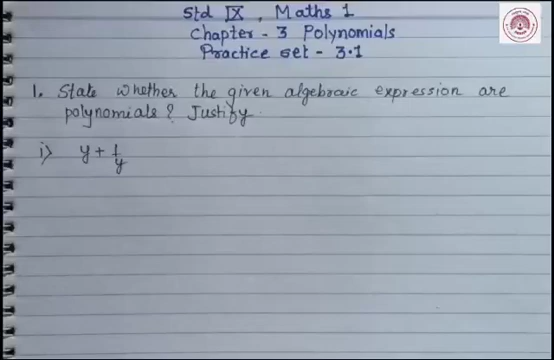 Std IX, Maths 1
Chapter - 3 Polynomials
Practice set - 3.1
1. State whether the given algebraic expression are
polynomials? Justify.
i) y + 1/y